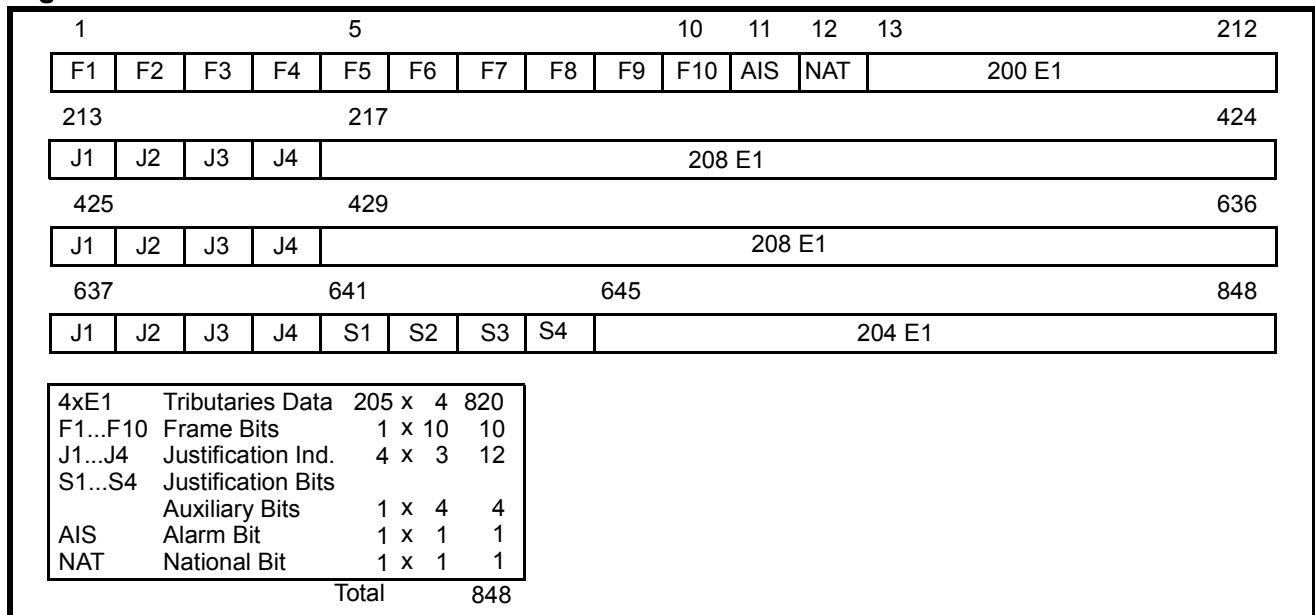 1 5 10 11 12 13 212
F1 F2 F3 F4 F5 F6 F7 F8 F9 F10 AIS NAT 200 E1
213 217 424
J1 J2 J3 J4 208 E1
425 429 636
J1 J2 J3 J4 208 E1
637 641 645 848
J1 J2 J3 J4 S1 S2 S3 S4 204 E1
4xE1 Tributaries Data 205 x 4 820
F1...F10 Frame Bits 1 x 10 10
J1...J4 Justification Ind. 4 x 3 12
S1...S4 Justification Bits
Auxiliary Bits 1 x 4 4
AIS Alarm Bit 1 x 1 1
NAT National Bit 1 x 1 1
Total 848